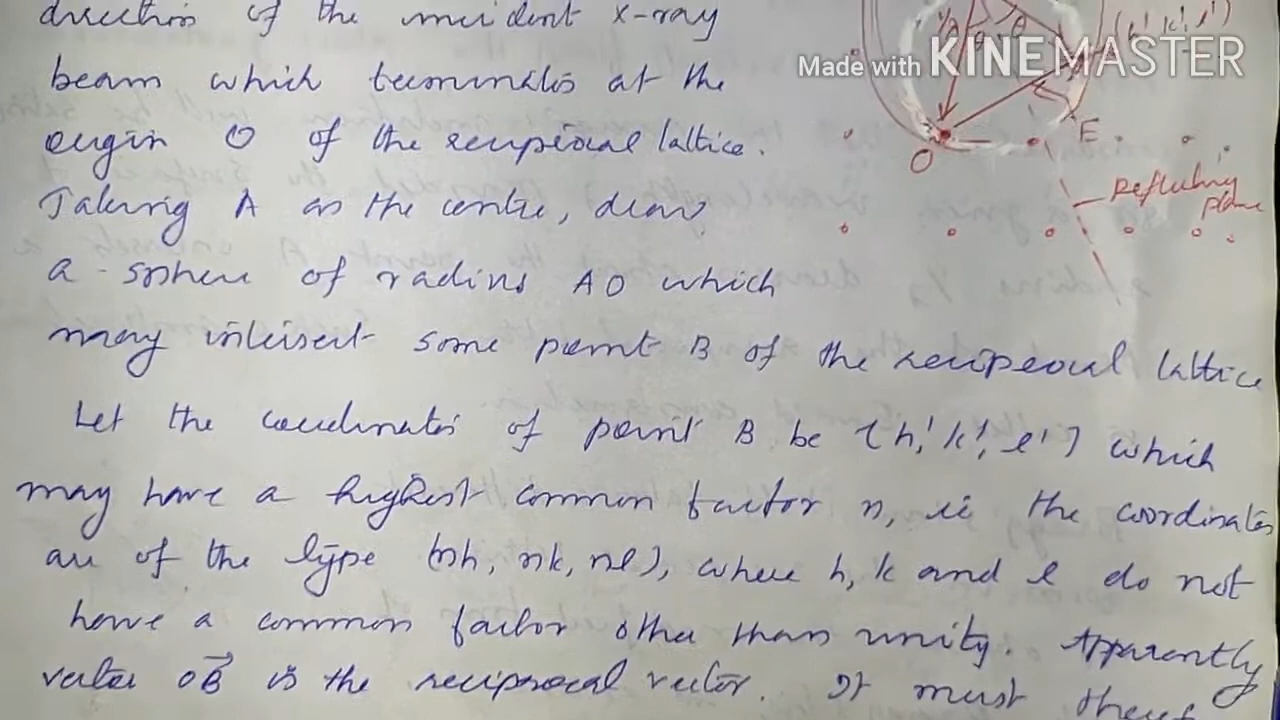 direction of the incident x-ray
Made with KINEMASTER
(h' k' l')
beam which terminates at the
origin O of the reciprocal lattice.
O
E
Taking A as the centre, draw
Reflecting
plane
a sphere of radius AO which
may intersect some point B of the reciprocal lattice
Let the coordinates of point B be (h', k', l') which
may have a highest common factor n, ie the coordinates
are of the type (nh, nk, nl), where h, k and l do not
have a common factor other than unity. Apparently
vector OB is the reciprocal vector. It must